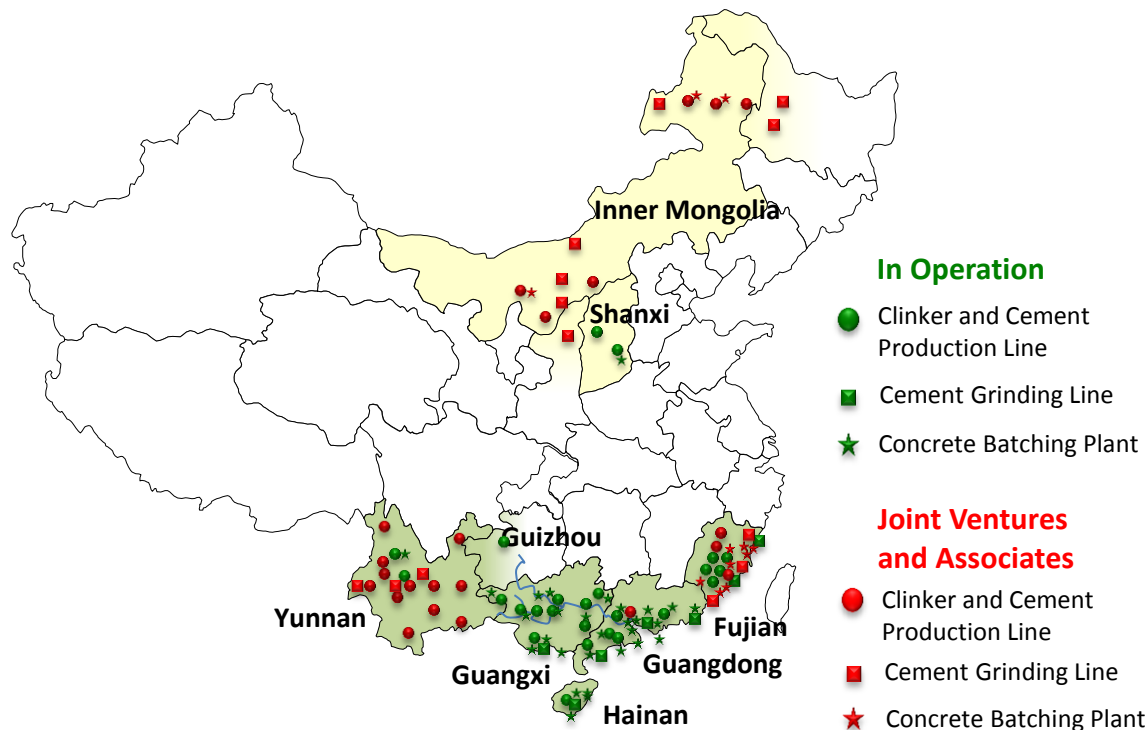 Inner Mongolia
Shanxi
Guizhou
Yunnan
Fujian
Guangxi
Guangdong
Hainan
In Operation
Clinker and Cement
Production Line
Cement Grinding Line
Concrete Batching Plant
Joint Ventures
and Associates
Clinker and Cement
Production Line
Cement Grinding Line
Concrete Batching Plant